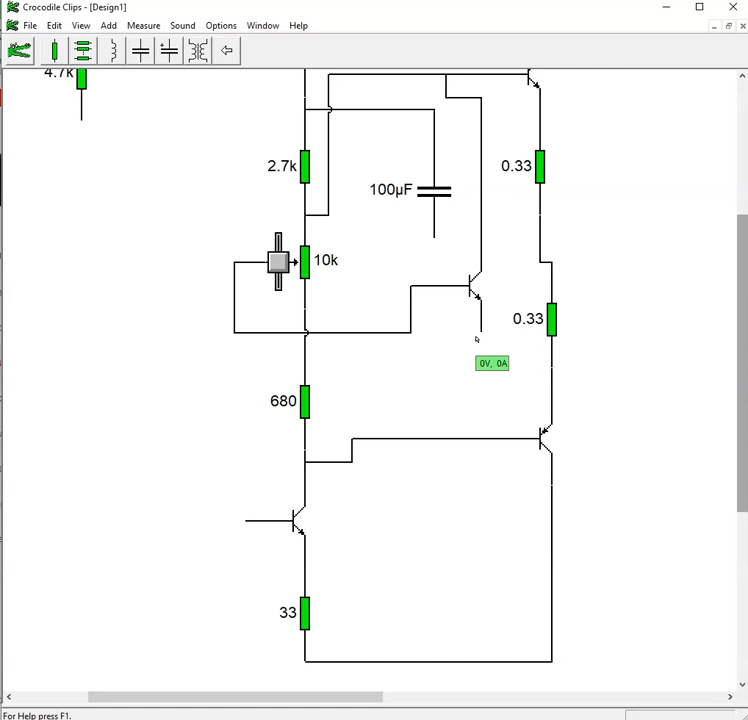 Crocodile Clips - [Design1]
File Edit View Add Measure Sound Options Window Help
4.7k
2.7k
0.33
100µF
10k
0.33
0V, 0A
680
33
For Help press F1.